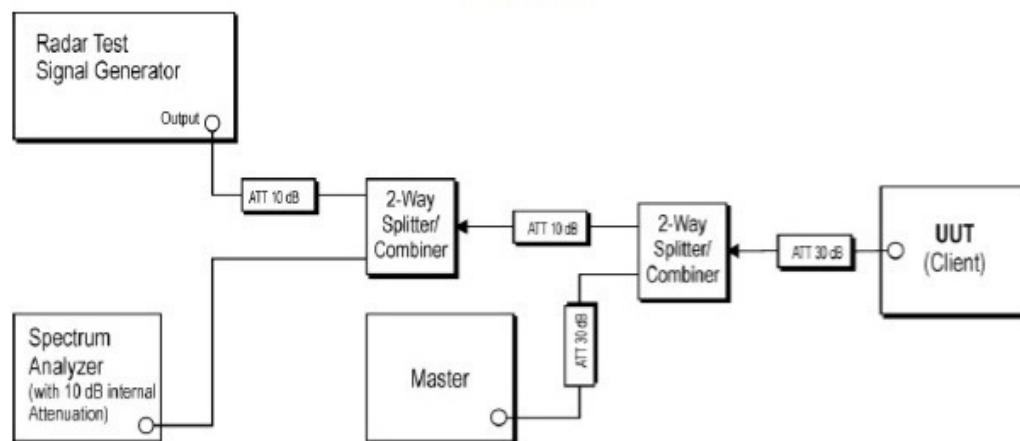 Radar Test
Signal Generator
Output
ATT 10 dB
2-Way
Splitter/
Combiner
ATT 10 dB
2-Way
Splitter/
Combiner
ATT 30 dB
UUT
(Client)
Spectrum
Analyzer
(with 10 dB internal
Attenuation)
Master
ATT 30 dB